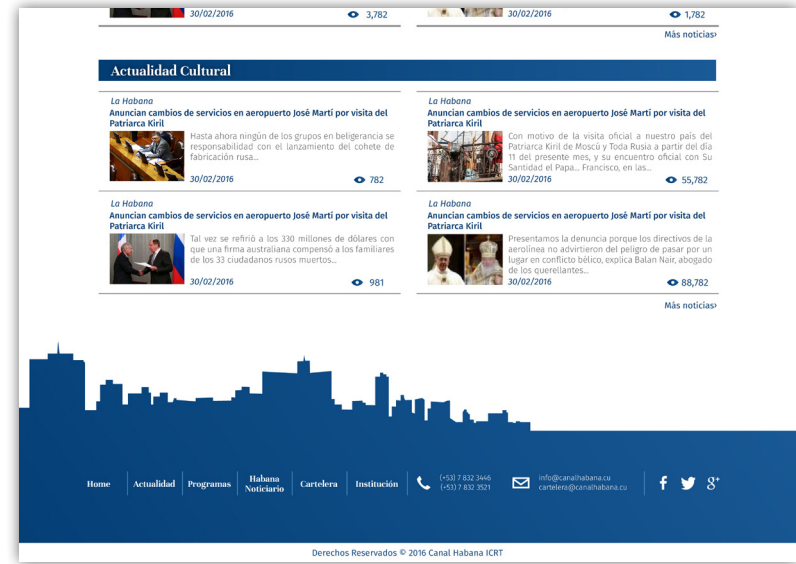 30/02/2016 3,782
30/02/2016 1,782
Más noticias›
Actualidad Cultural
La Habana
Anuncian cambios de servicios en aeropuerto José Martí por visita del
Patriarca Kiril
Hasta ahora ningún de los grupos en beligerancia se
responsabilidad con el lanzamiento del cohete de
fabricación rusa...
30/02/2016 782
La Habana
Anuncian cambios de servicios en aeropuerto José Martí por visita del
Patriarca Kiril
Con motivo de la visita oficial a nuestro país del
Patriarca Kiril de Moscú y Toda Rusia a partir del día
11 del presente mes, y su encuentro oficial con Su
Santidad el Papa... Francisco, en las...
30/02/2016 55,782
La Habana
Anuncian cambios de servicios en aeropuerto José Martí por visita del
Patriarca Kiril
Tal vez se refirió a los 330 millones de dólares con
que una firma australiana compensó a los familiares
de los 33 ciudadanos rusos muertos...
30/02/2016 981
La Habana
Anuncian cambios de servicios en aeropuerto José Martí por visita del
Patriarca Kiril
Presentamos la denuncia porque los directivos de la
aerolínea no advirtieron del peligro de pasar por un
lugar en conflicto bélico, explica Balan Nair, abogado
de los querellantes...
30/02/2016 88,782
Más noticias›
Home Actualidad Programas Habana Noticiario Cartelera Institución
(+53) 7 832 3446
(+53) 7 832 3521
info@canalhabana.cu
cartelera@canalhabana.cu
f g+
Derechos Reservados © 2016 Canal Habana ICRT